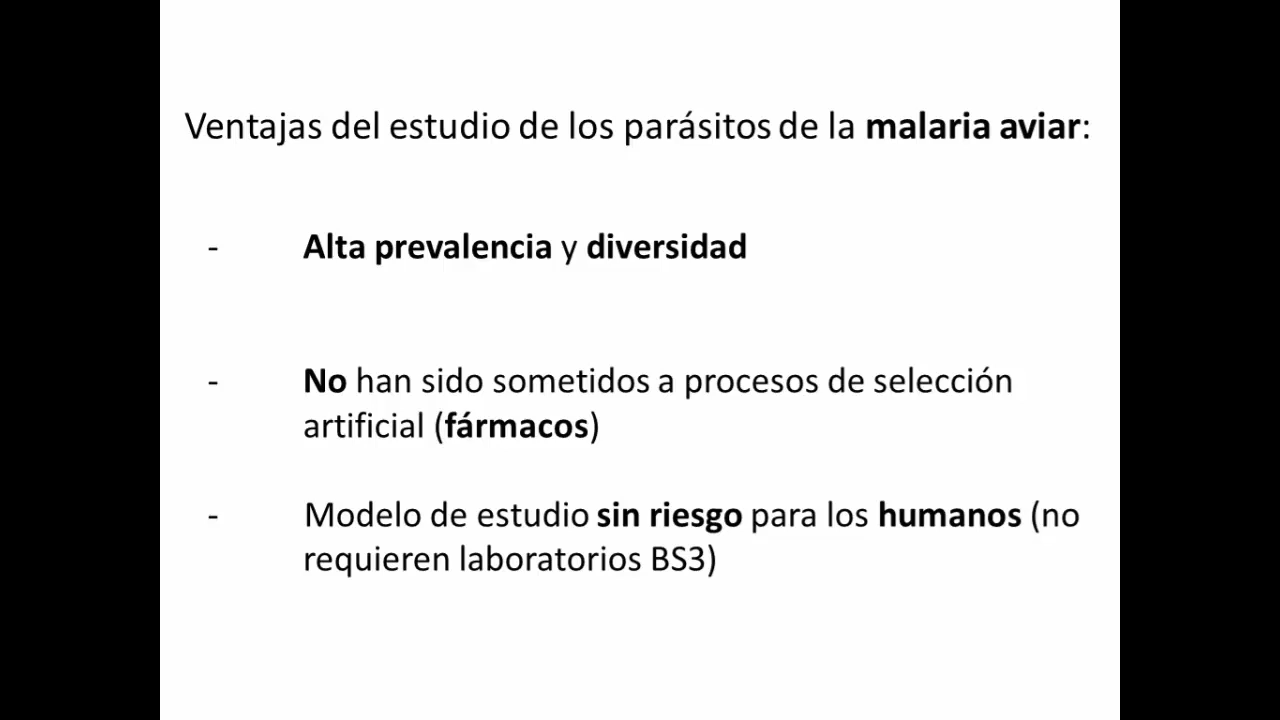 Ventajas del estudio de los parásitos de la malaria aviar:
- Alta prevalencia y diversidad
- No han sido sometidos a procesos de selección
artificial (fármacos)
- Modelo de estudio sin riesgo para los humanos (no
requieren laboratorios BS3)